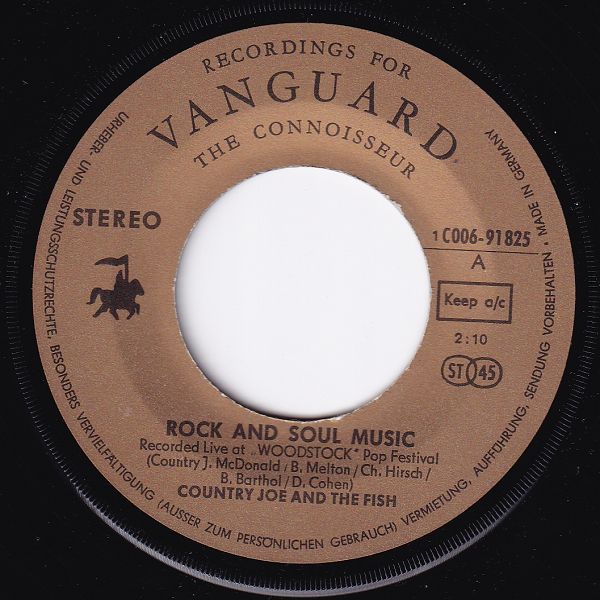 RECORDINGS FOR
VANGUARD
THE CONNOISSEUR
STEREO
1C006-91825
A
Keep a/c
2:10
ST 45
ROCK AND SOUL MUSIC
Recorded Live at „WOODSTOCK" Pop Festival
(Country J. McDonald/B. Melton/Ch. Hirsch/
B. Barthol/D. Cohen)
COUNTRY JOE AND THE FISH
URHEBER- UND LEISTUNGSSCHUTZRECHTE, BESONDERS VERVIELFÄLTIGUNG (AUSSER ZUM PERSÖNLICHEN GEBRAUCH) VERMIETUNG, AUFFÜHRUNG, SENDUNG VORBEHALTEN • MADE IN GERMANY